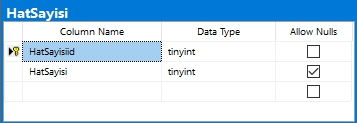 HatSayisi
Column Name Data Type Allow Nulls
HatSayisiid tinyint
HatSayisi tinyint